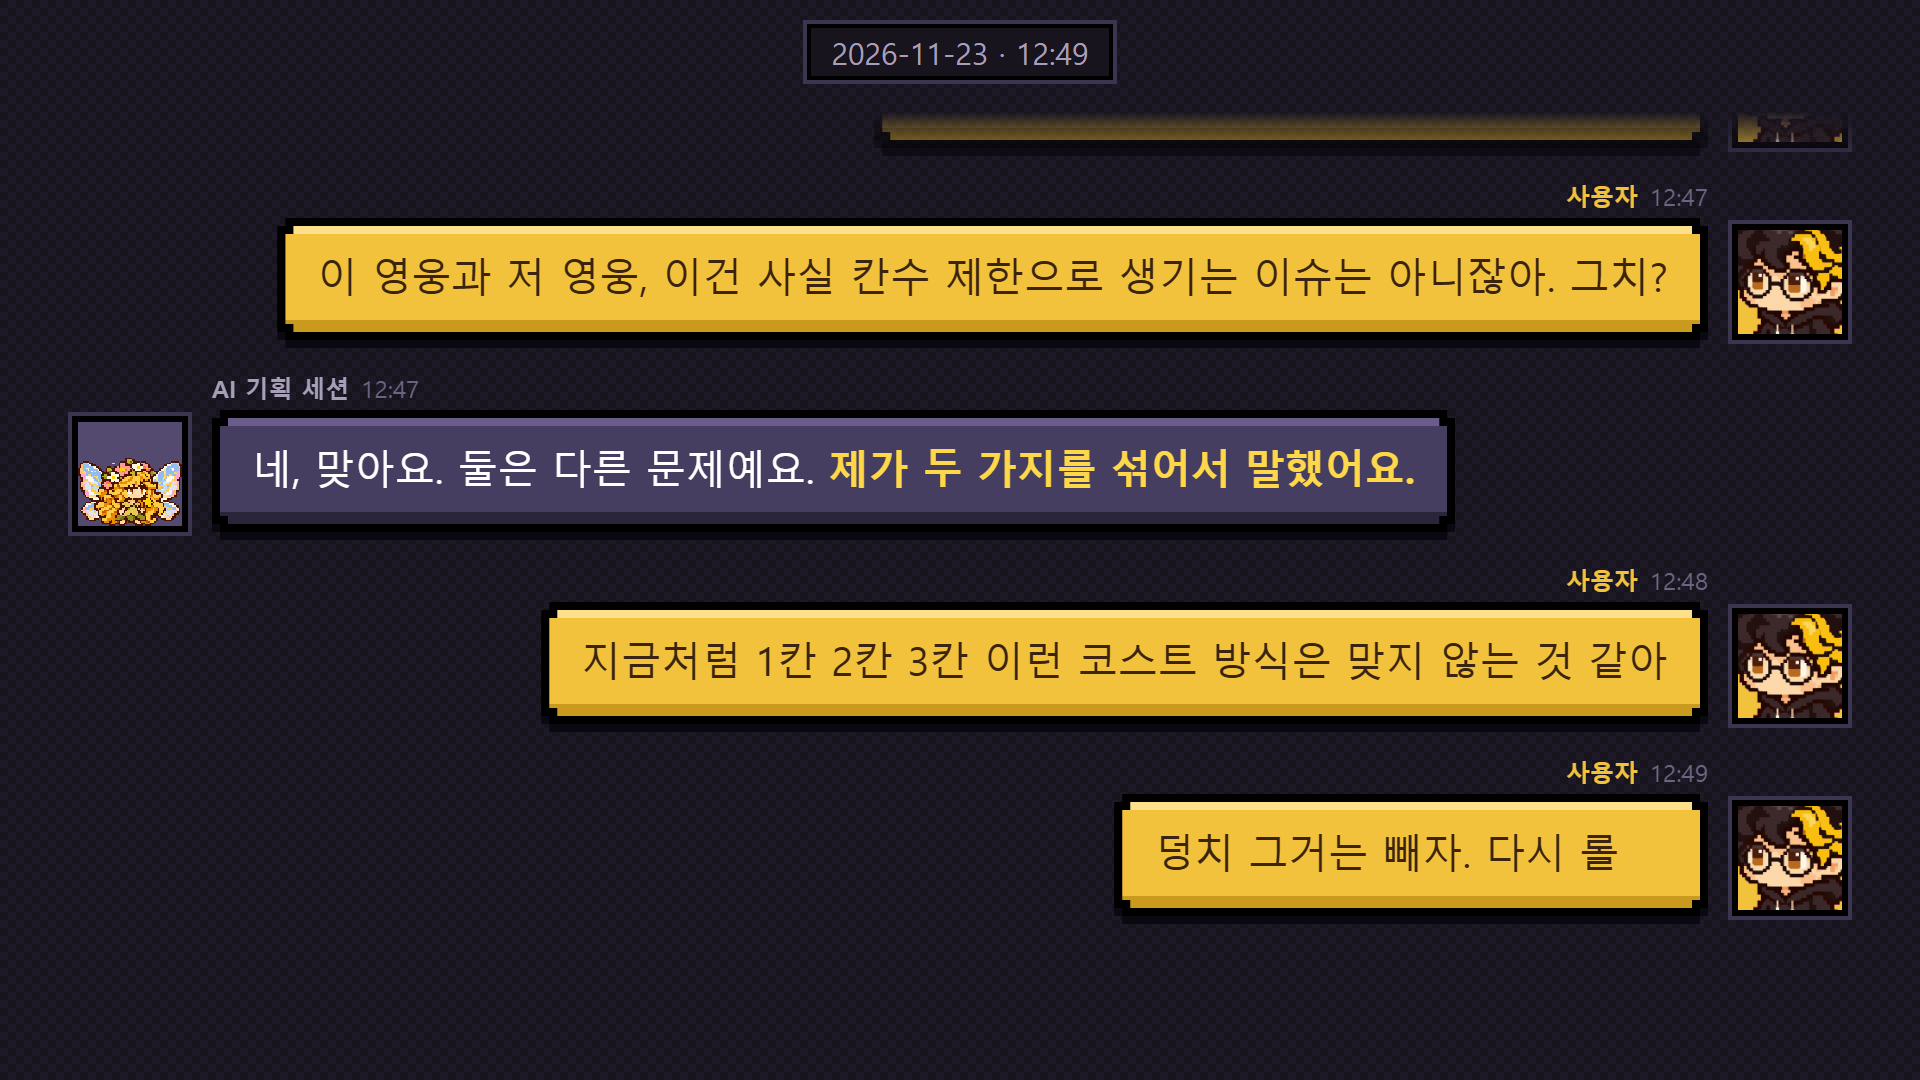 2026-11-23 · 12:49
사용자 12:47
이 영웅과 저 영웅, 이건 사실 칸수 제한으로 생기는 이슈는 아니잖아. 그치?
AI 기획 세션 12:47
네, 맞아요. 둘은 다른 문제예요. 제가 두 가지를 섞어서 말했어요.
사용자 12:48
지금처럼 1칸 2칸 3칸 이런 코스트 방식은 맞지 않는 것 같아
사용자 12:49
덩치 그거는 빼자. 다시 롤